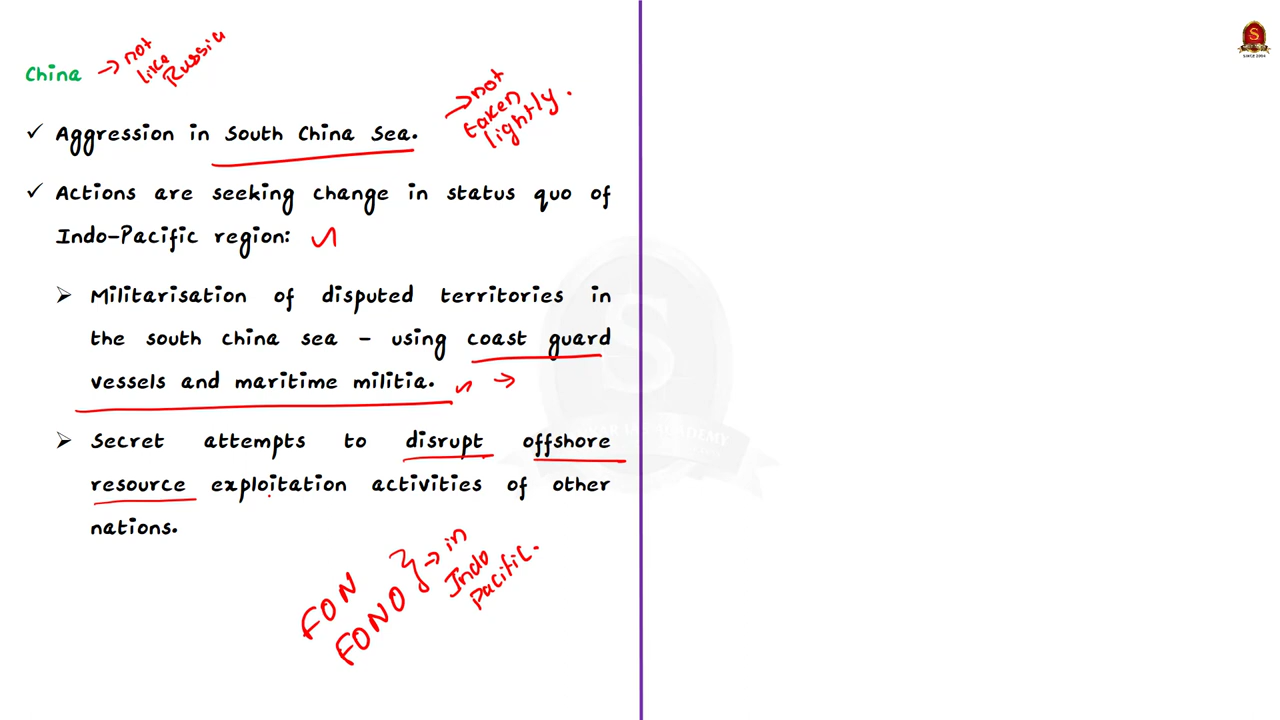 China
→ not
like
Russia
→ not
taken
lightly.
✓ Aggression in South China Sea.
✓ Actions are seeking change in status quo of
Indo-Pacific region:
➤ Militarisation of disputed territories in
the south china sea – using coast guard
vessels and maritime militia.
➤ Secret attempts to disrupt offshore
resource exploitation activities of other
nations.
FON
FONO
} → in
Indo
pacific.
S
SINCE 2004
S